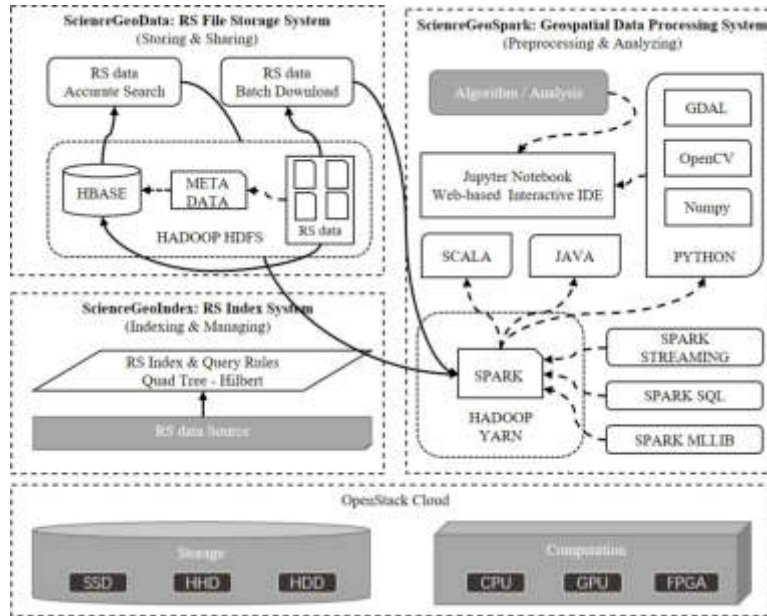 ScienceGeoData: RS File Storage System
(Storing & Sharing)
RS data
Accurate Search
RS data
Batch Dowuload
HBASE
META
DATA
RS data
HADOOP HDFS
ScienceGeoIndex: RS Index System
(Indexing & Managing)
RS Index & Query Rules
Quad Tree - Hilbert
RS data Source
ScienceGeoSpark: Geospatial Data Processing System
(Preprocessing & Analyzing)
Algorithm / Analysis
Jupyter Notebook
Web-based Interactive IDE
GDAL
OpenCV
Numpy
PYTHON
SCALA
JAVA
SPARK
HADOOP
YARN
SPARK
STREAMING
SPARK SQL
SPARK MLLIB
OpenStack Cloud
Storage
SSD
HHD
HDD
Computation
CPU
GPU
FPGA